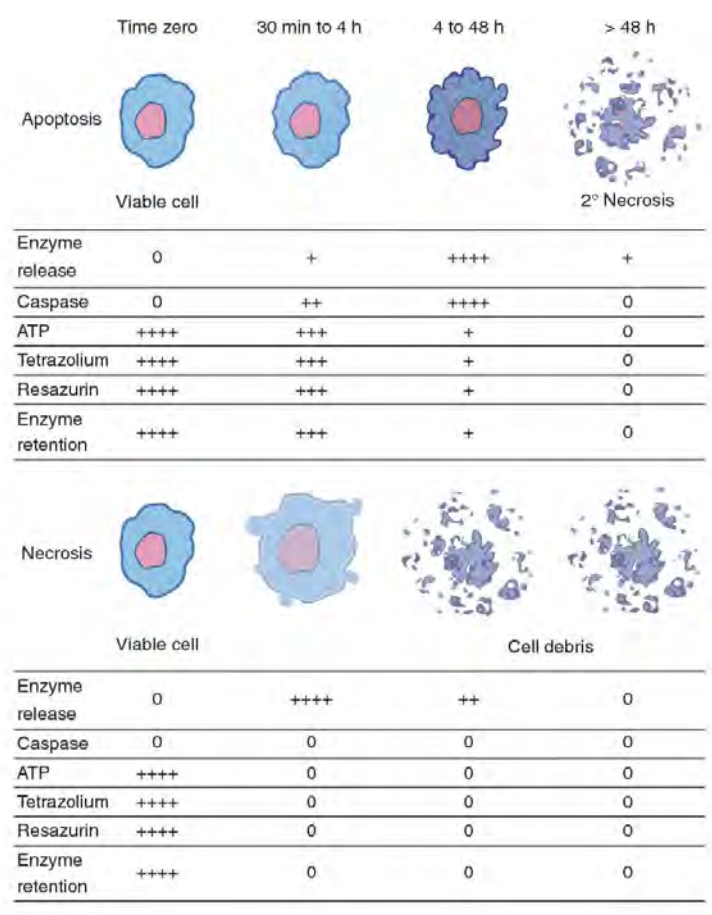 Time zero 30 min to 4 h 4 to 48 h > 48 h
Apoptosis
Viable cell 2° Necrosis
Enzyme
release 0 + ++++ +
Caspase 0 ++ ++++ 0
ATP ++++ +++ + 0
Tetrazolium ++++ +++ + 0
Resazurin ++++ +++ + 0
Enzyme
retention ++++ +++ + 0
Necrosis
Viable cell Cell debris
Enzyme
release 0 ++++ ++ 0
Caspase 0 0 0 0
ATP ++++ 0 0 0
Tetrazolium ++++ 0 0 0
Resazurin ++++ 0 0 0
Enzyme
retention ++++ 0 0 0